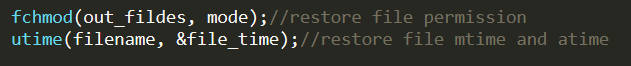 fchmod(out_fildes, mode);//restore file permission
utime(filename, &file_time);//restore file mtime and atime